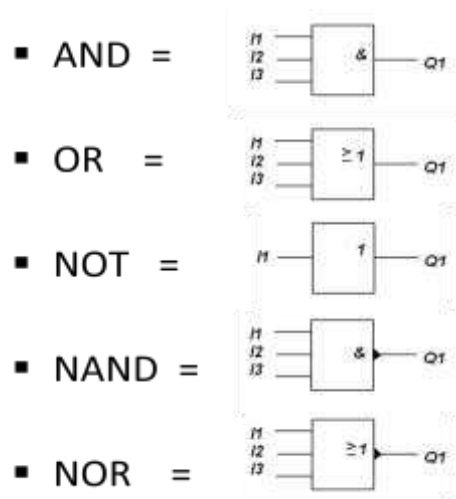 ▪ AND =
I1
I2
I3
&
Q1
▪ OR =
I1
I2
I3
≥1
Q1
▪ NOT =
I1
1
Q1
▪ NAND =
I1
I2
I3
&
Q1
▪ NOR =
I1
I2
I3
≥1
Q1